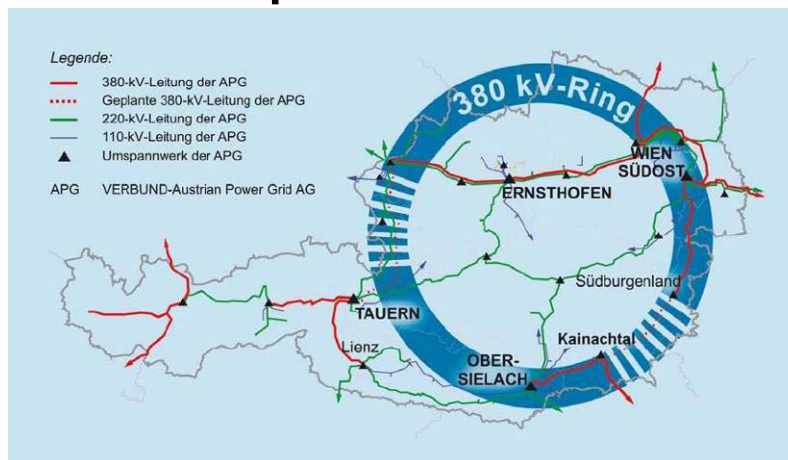 Legende:
380-kV-Leitung der APG
Geplante 380-kV-Leitung der APG
220-kV-Leitung der APG
110-kV-Leitung der APG
Umspannwerk der APG
APG VERBUND-Austrian Power Grid AG
380 kV-Ring
WIEN
SÜDOST
ERNSTHOFEN
Südburgenland
TAUERN
Kainachtal
Lienz
OBER-
SIELACH